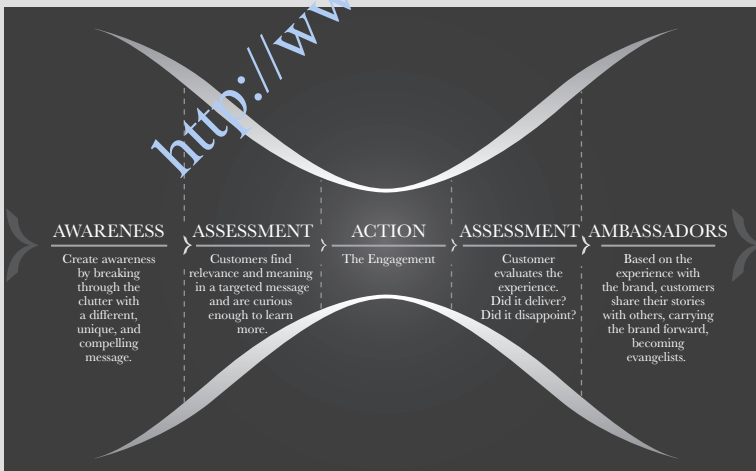 http://ww
AWARENESS
Create awareness
by breaking
through the
clutter with
a different,
unique, and
compelling
message.
ASSESSMENT
Customers find
relevance and meaning
in a targeted message
and are curious
enough to learn
more.
ACTION
The Engagement
ASSESSMENT
Customer
evaluates the
experience.
Did it deliver?
Did it disappoint?
AMBASSADORS
Based on the
experience with
the brand, customers
share their stories
with others, carrying
the brand forward,
becoming
evangelists.